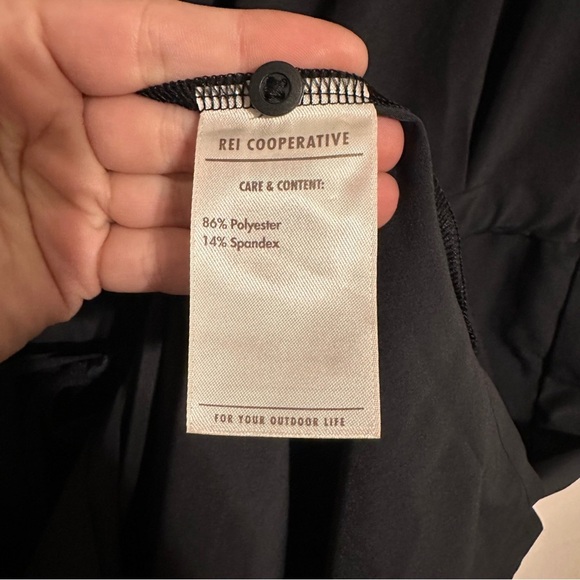 REI COOPERATIVE
CARE & CONTENT:
86% Polyester
14% Spandex
FOR YOUR OUTDOOR LIFE